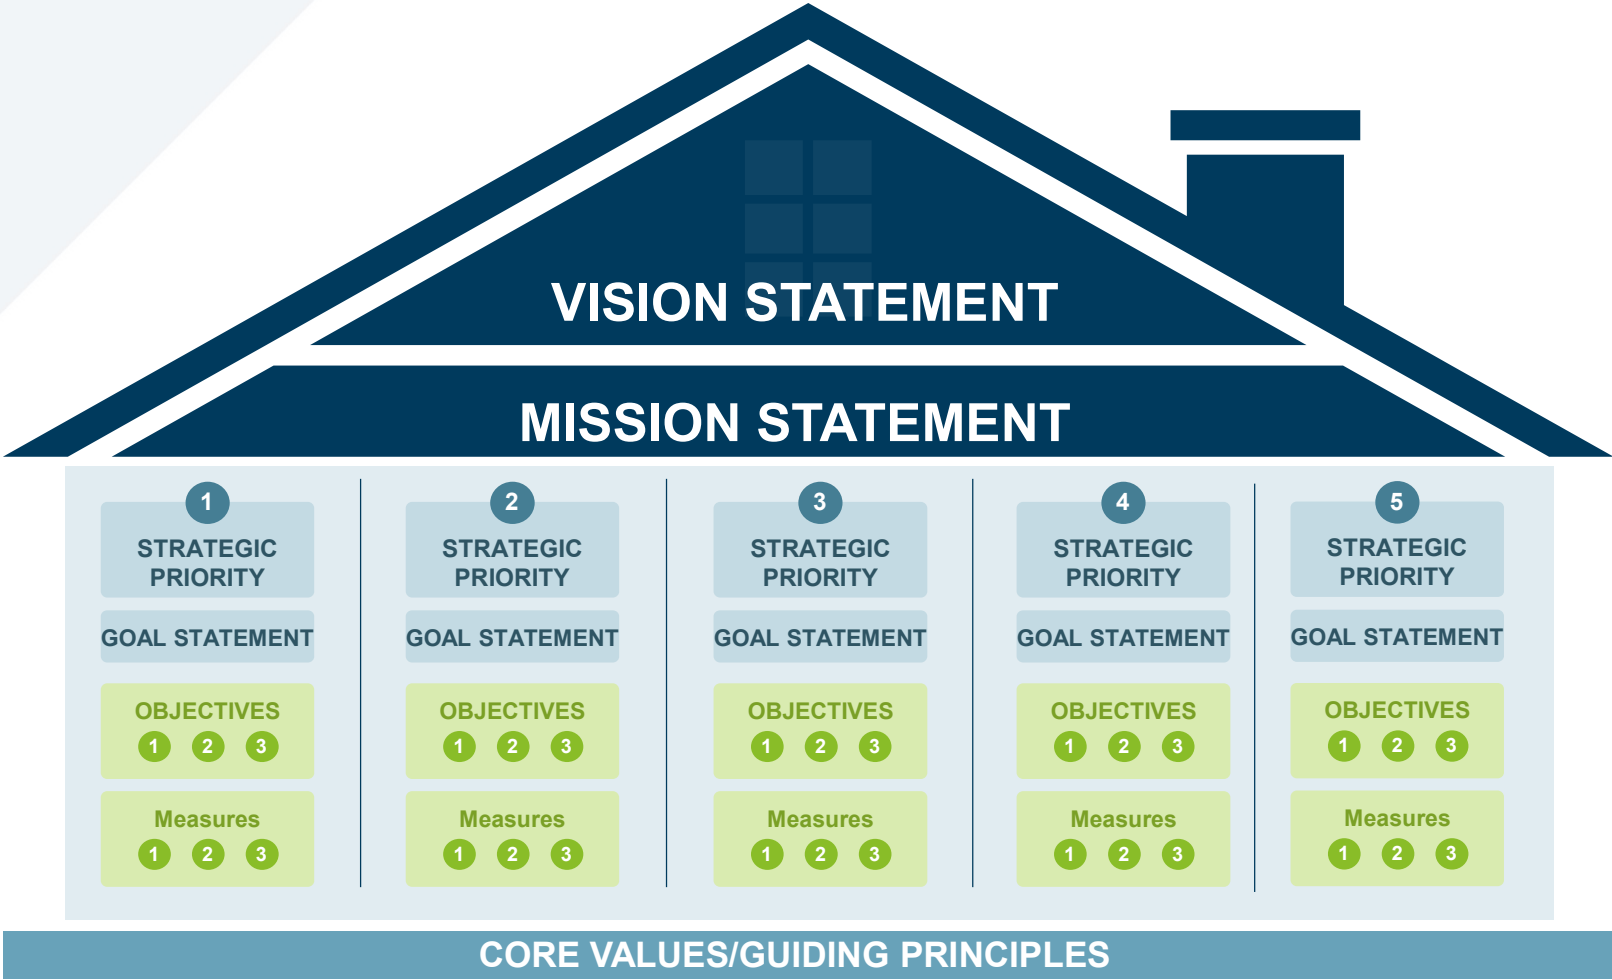 VISION STATEMENT
MISSION STATEMENT
1
STRATEGIC
PRIORITY
GOAL STATEMENT
OBJECTIVES
1 2 3
Measures
1 2 3
2
STRATEGIC
PRIORITY
GOAL STATEMENT
OBJECTIVES
1 2 3
Measures
1 2 3
3
STRATEGIC
PRIORITY
GOAL STATEMENT
OBJECTIVES
1 2 3
Measures
1 2 3
4
STRATEGIC
PRIORITY
GOAL STATEMENT
OBJECTIVES
1 2 3
Measures
1 2 3
5
STRATEGIC
PRIORITY
GOAL STATEMENT
OBJECTIVES
1 2 3
Measures
1 2 3
CORE VALUES/GUIDING PRINCIPLES